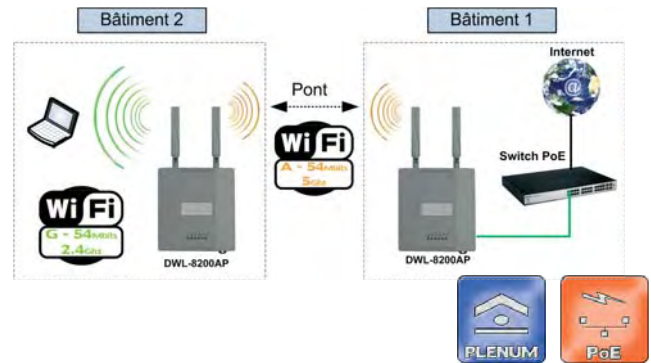 Bâtiment 2
Bâtiment 1
Internet
@
Pont
Wi Fi
A - 54Mbits
5Ghz
Switch PoE
Wi Fi
G - 54Mbits
2.4Ghz
DWL-8200AP
DWL-8200AP
PLENUM
PoE